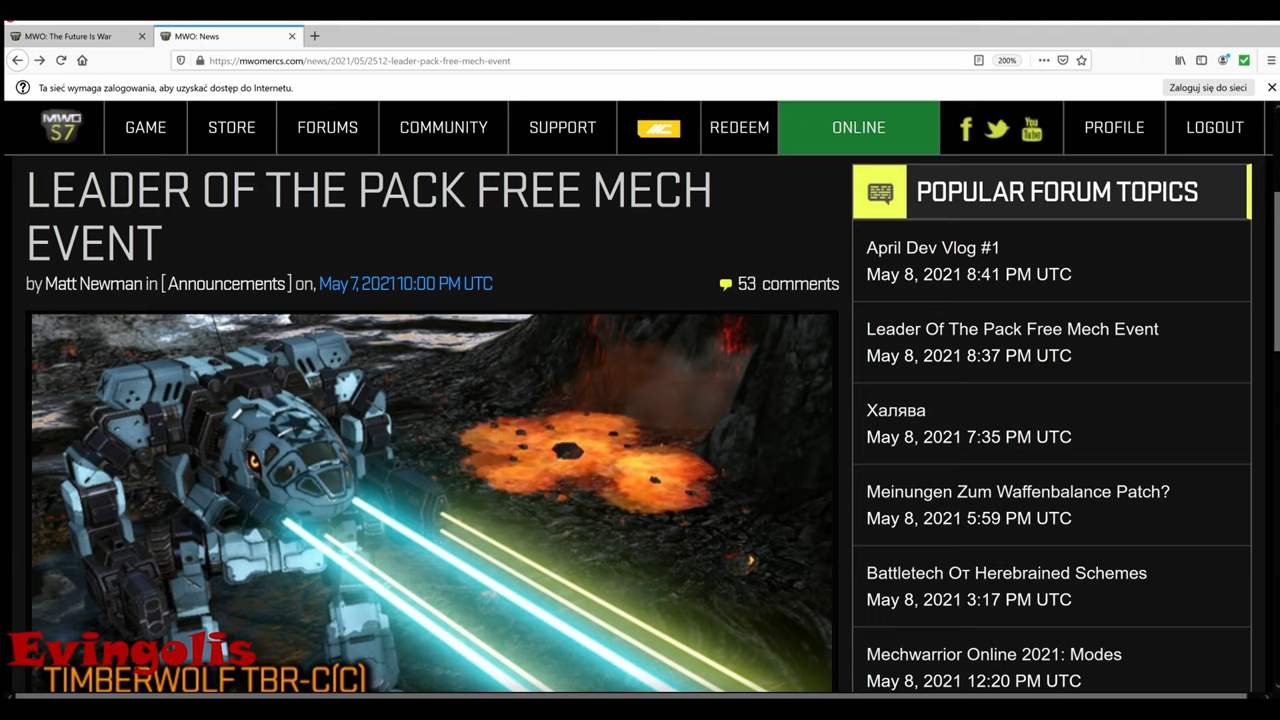 MWO: The Future Is War
MWO: News
https://mwomercs.com/news/2021/05/2512-leader-pack-free-mech-event
200%
Ta sieć wymaga zalogowania, aby uzyskać dostęp do Internetu.
Zaloguj się do sieci
MWO
S7
GAME
STORE
FORUMS
COMMUNITY
SUPPORT
MC
REDEEM
ONLINE
You
Tube
PROFILE
LOGOUT
LEADER OF THE PACK FREE MECH
EVENT
by Matt Newman in [ Announcements ] on, May 7, 2021 10:00 PM UTC
53 comments
TIMBERWOLF TBR-C(C)
Evingolis
POPULAR FORUM TOPICS
April Dev Vlog #1
May 8, 2021 8:41 PM UTC
Leader Of The Pack Free Mech Event
May 8, 2021 8:37 PM UTC
Халява
May 8, 2021 7:35 PM UTC
Meinungen Zum Waffenbalance Patch?
May 8, 2021 5:59 PM UTC
Battletech От Herebrained Schemes
May 8, 2021 3:17 PM UTC
Mechwarrior Online 2021: Modes
May 8, 2021 12:20 PM UTC